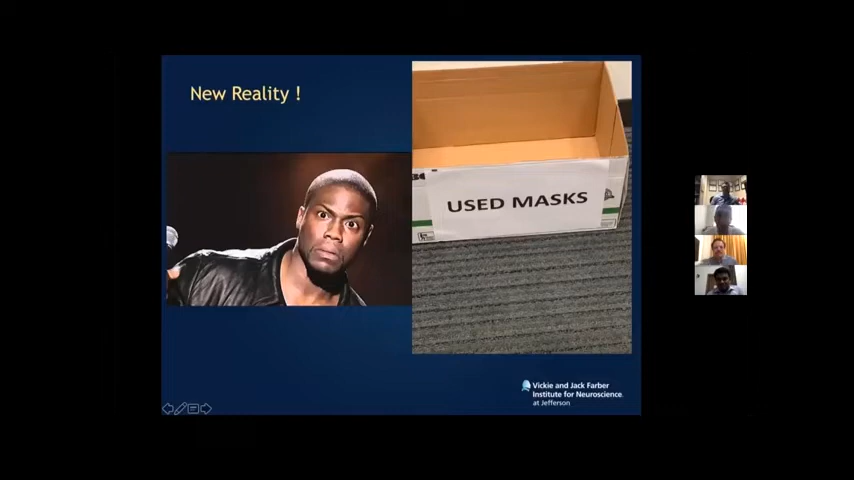 New Reality !
USED MASKS
Vickie and Jack Farber
Institute for Neuroscience.
at Jefferson